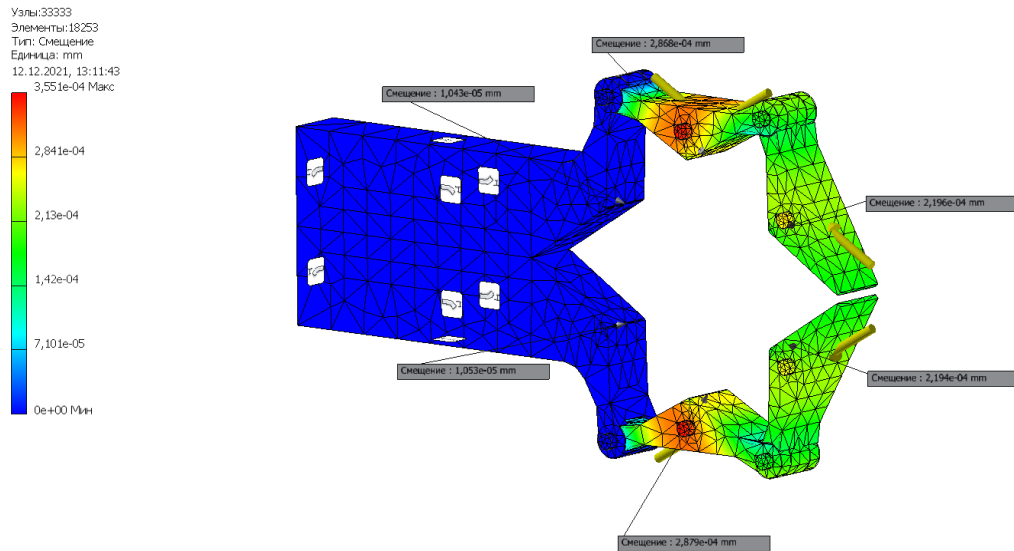 Узлы:33333
Элементы:18253
Тип: Смещение
Единица: mm
12.12.2021, 13:11:43
3,551e-04 Макс
2,841e-04
2,13e-04
1,42e-04
7,101e-05
0e+00 Мин
Смещение : 2,868e-04 mm
Смещение : 1,043e-05 mm
Смещение : 2,196e-04 mm
Смещение : 1,053e-05 mm
Смещение : 2,194e-04 mm
Смещение : 2,879e-04 mm